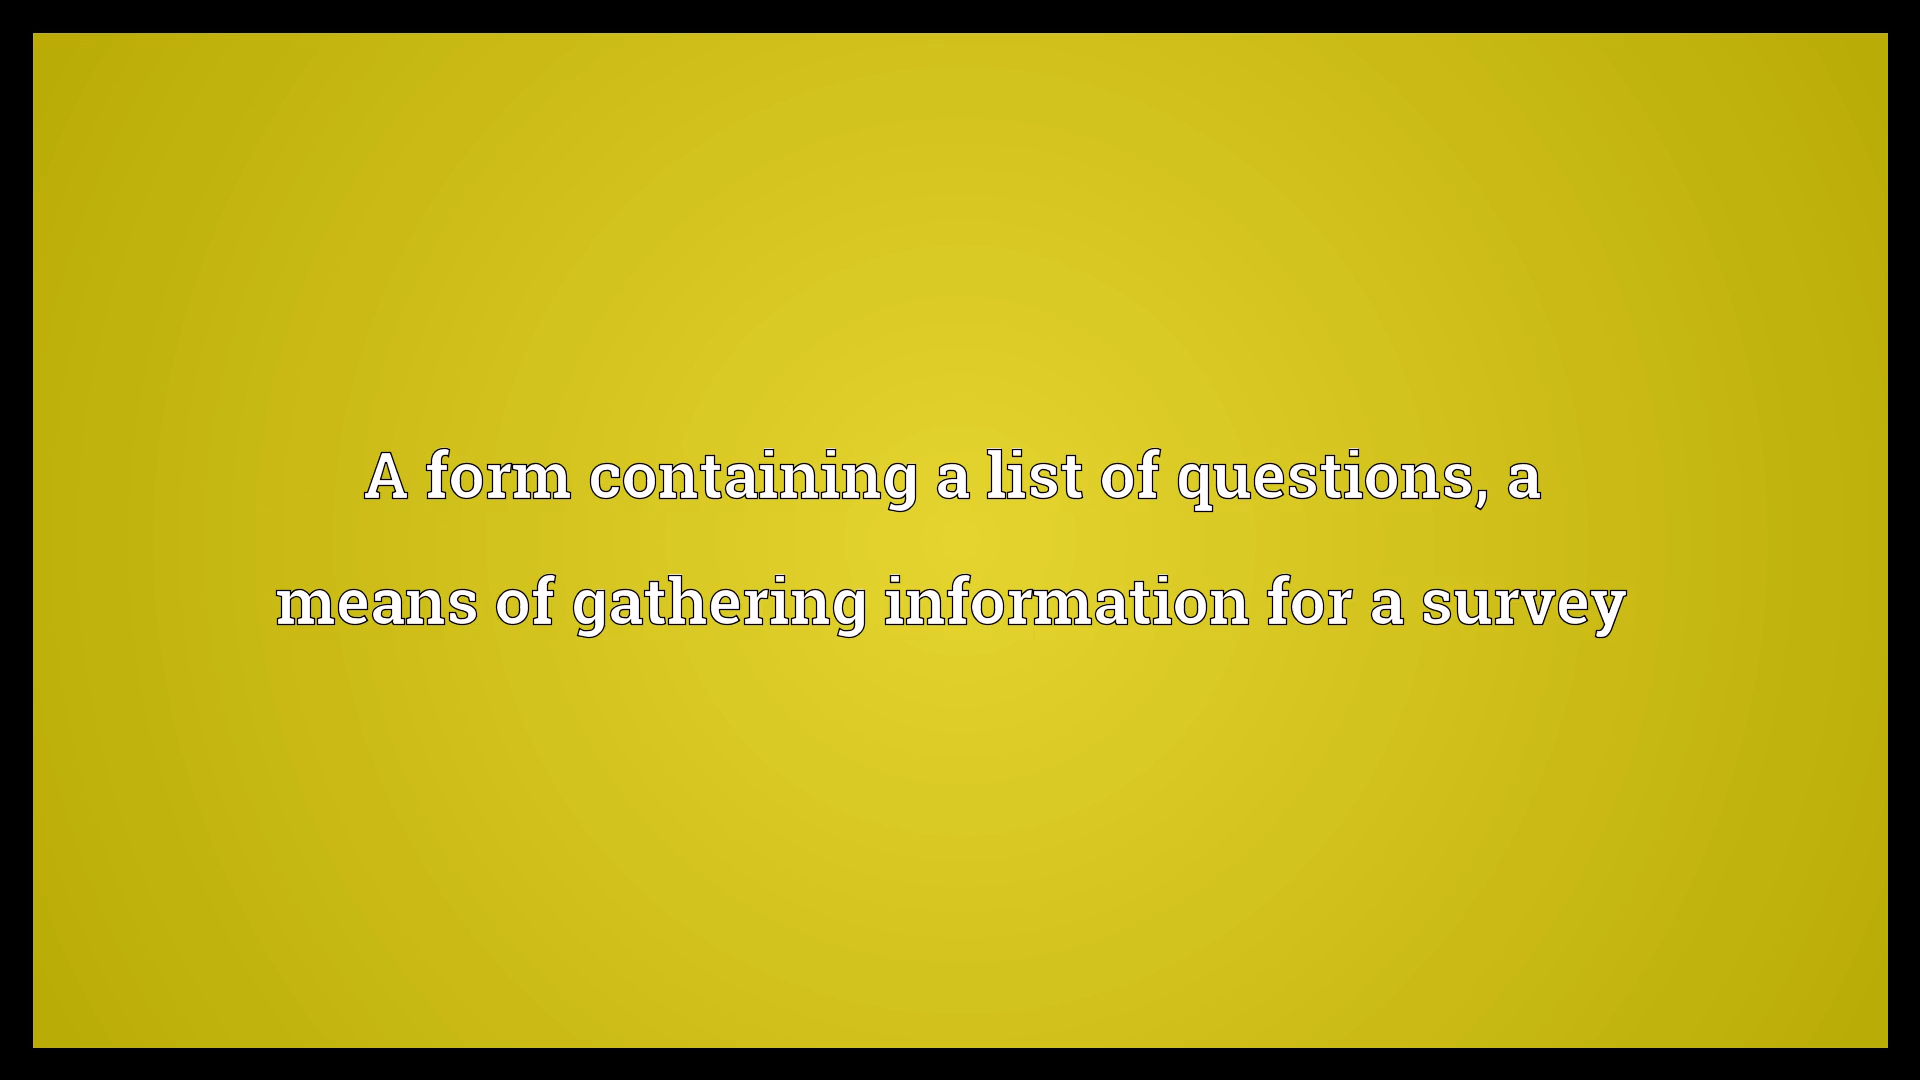 A form containing a list of questions, a
means of gathering information for a survey